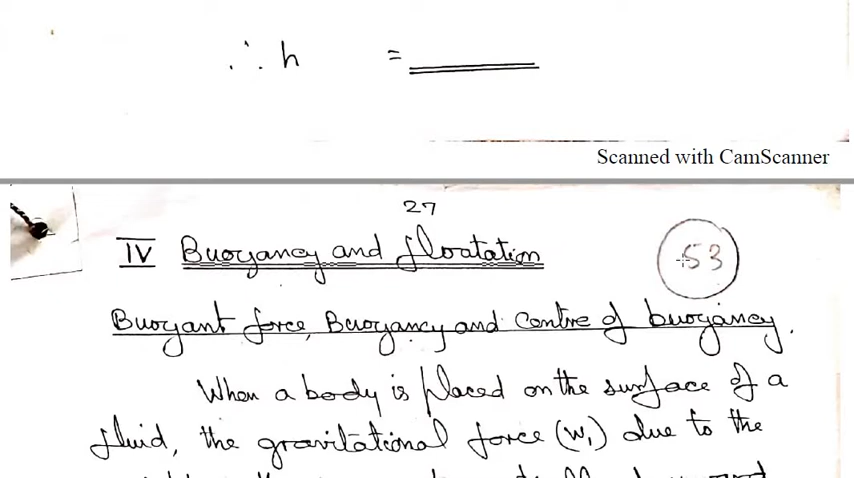 ∴ h = 
Scanned with CamScanner
27
IV Buoyancy and floatation
53
Buoyant force, Buoyancy and Centre of buoyancy.
When a body is placed on the surface of a
fluid, the gravitational force (W₁) due to the